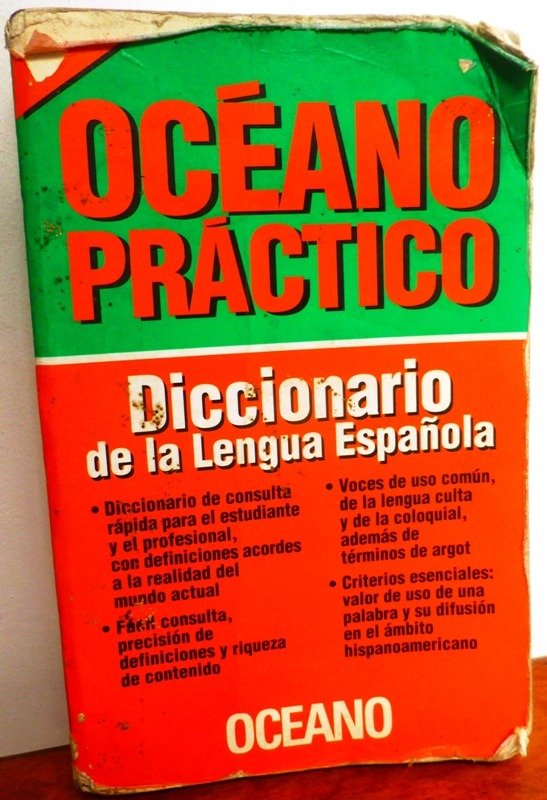 OCÉANO
PRÁCTICO
Diccionario
de la Lengua Española
• Diccionario de consulta
rápida para el estudiante
y el profesional,
con definiciones acordes
a la realidad del
mundo actual
• Fácil consulta,
precisión de
definiciones y riqueza
de contenido
• Voces de uso común,
de la lengua culta
y de la coloquial,
además de
términos de argot
• Criterios esenciales:
valor de uso de una
palabra y su difusión
en el ámbito
hispanoamericano
OCEANO